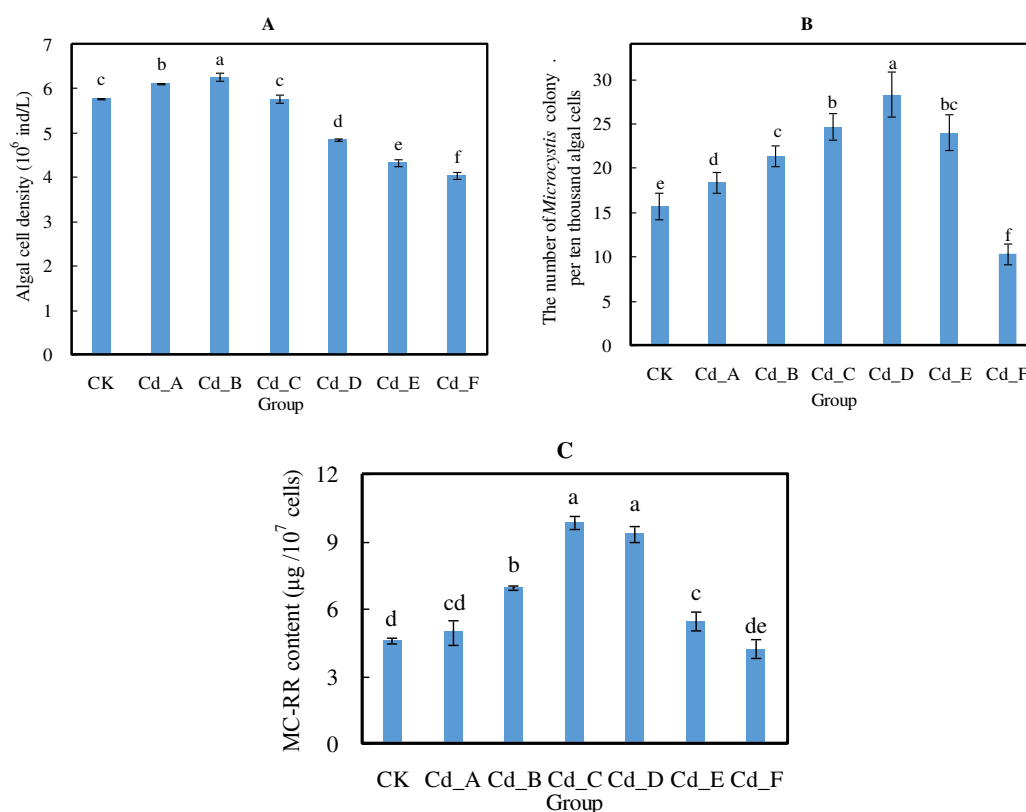 A
Algal cell density (10⁶ ind/L)
7
6
5
4
3
2
1
0
c
b
a
c
d
e
f
CK Cd_A Cd_B Cd_C Cd_D Cd_E Cd_F
Group
B
The number of Microcystis colony .
per ten thousand algal cells
30
25
20
15
10
5
0
e
d
c
b
a
bc
f
CK Cd_A Cd_B Cd_C Cd_D Cd_E Cd_F
Group
C
MC-RR content (µg /10⁷ cells)
12
9
6
3
0
d
cd
b
a
a
c
de
CK Cd_A Cd_B Cd_C Cd_D Cd_E Cd_F
Group